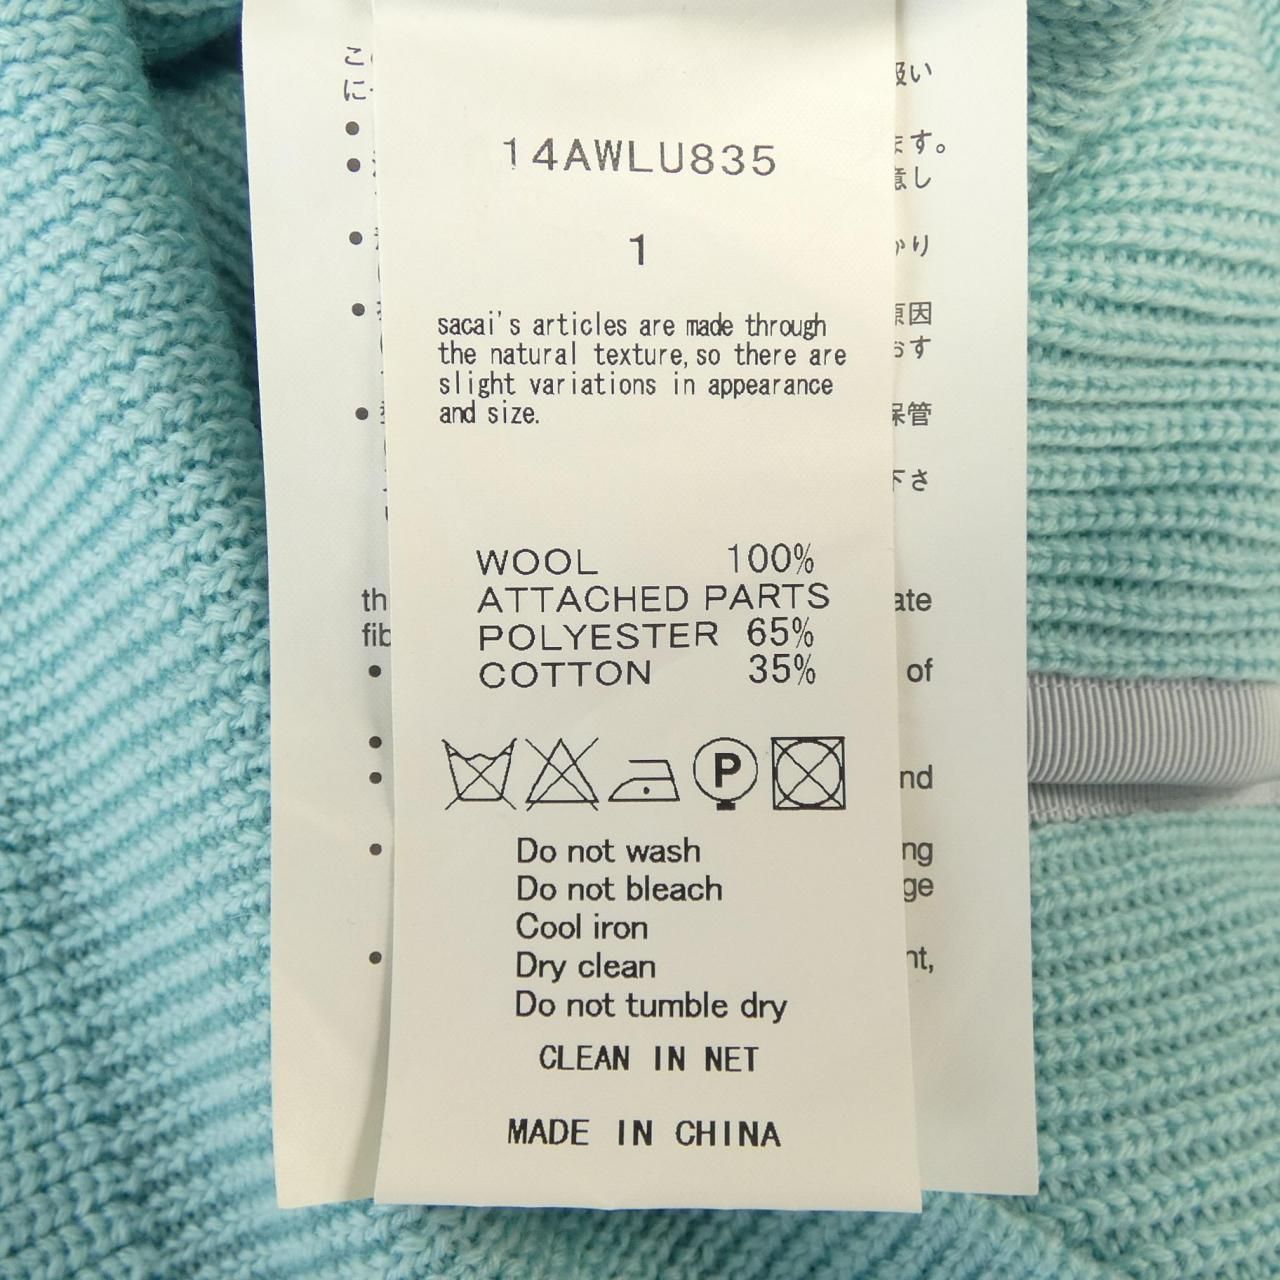 14AWLU835
1
sacai's articles are made through
the natural texture, so there are
slight variations in appearance
and size.
WOOL 100%
ATTACHED PARTS
POLYESTER 65%
COTTON 35%
P
Do not wash
Do not bleach
Cool iron
Dry clean
Do not tumble dry
CLEAN IN NET
MADE IN CHINA
of